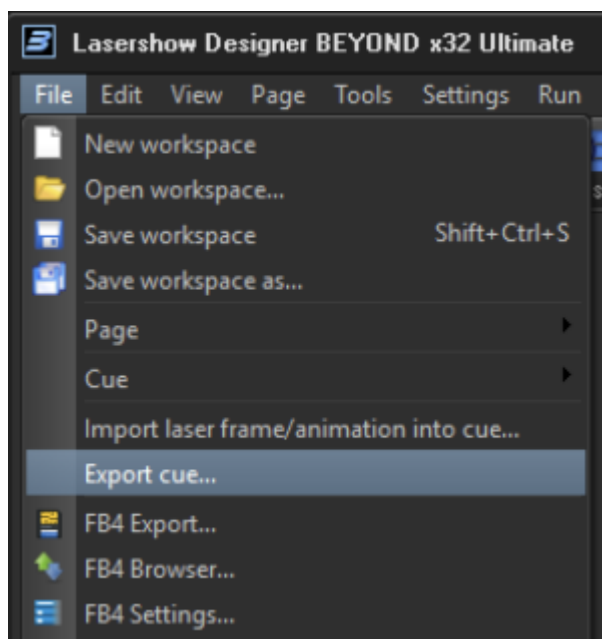 Lasershow Designer BEYOND x32 Ultimate
File Edit View Page Tools Settings Run
New workspace
Open workspace...
Save workspace Shift+Ctrl+S
Save workspace as...
Page
Cue
Import laser frame/animation into cue...
Export cue...
FB4 Export...
FB4 Browser...
FB4 Settings...